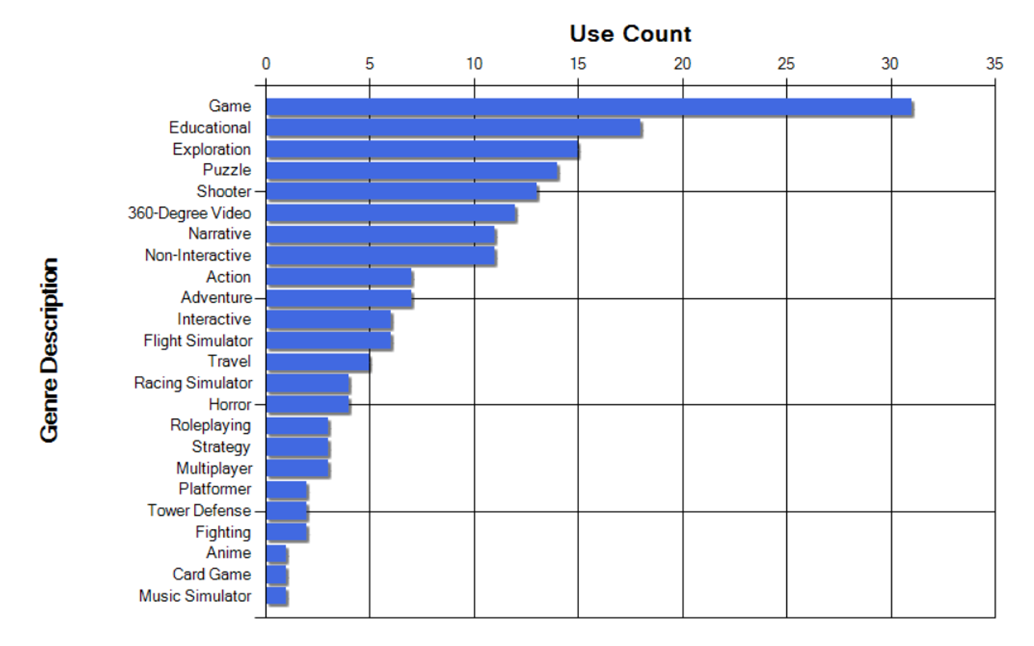 Use Count
0 5 10 15 20 25 30 35
Genre Description
Game
Educational
Exploration
Puzzle
Shooter
360-Degree Video
Narrative
Non-Interactive
Action
Adventure
Interactive
Flight Simulator
Travel
Racing Simulator
Horror
Roleplaying
Strategy
Multiplayer
Platformer
Tower Defense
Fighting
Anime
Card Game
Music Simulator